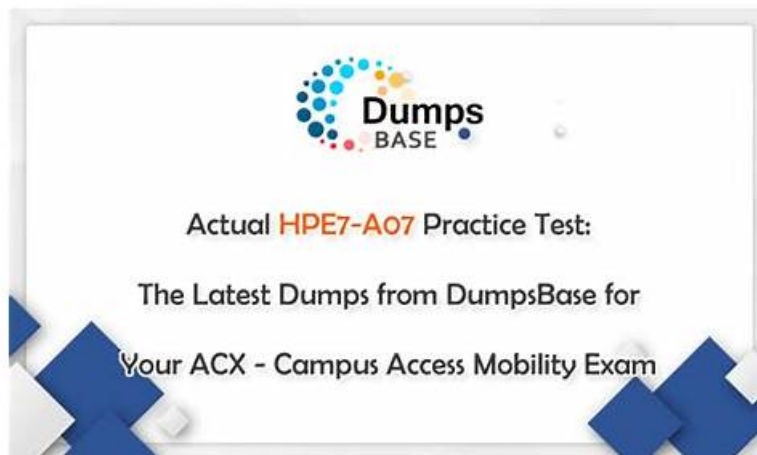 Dumps
BASE
Actual HPE7-A07 Practice Test:
The Latest Dumps from DumpsBase for
Your ACX - Campus Access Mobility Exam